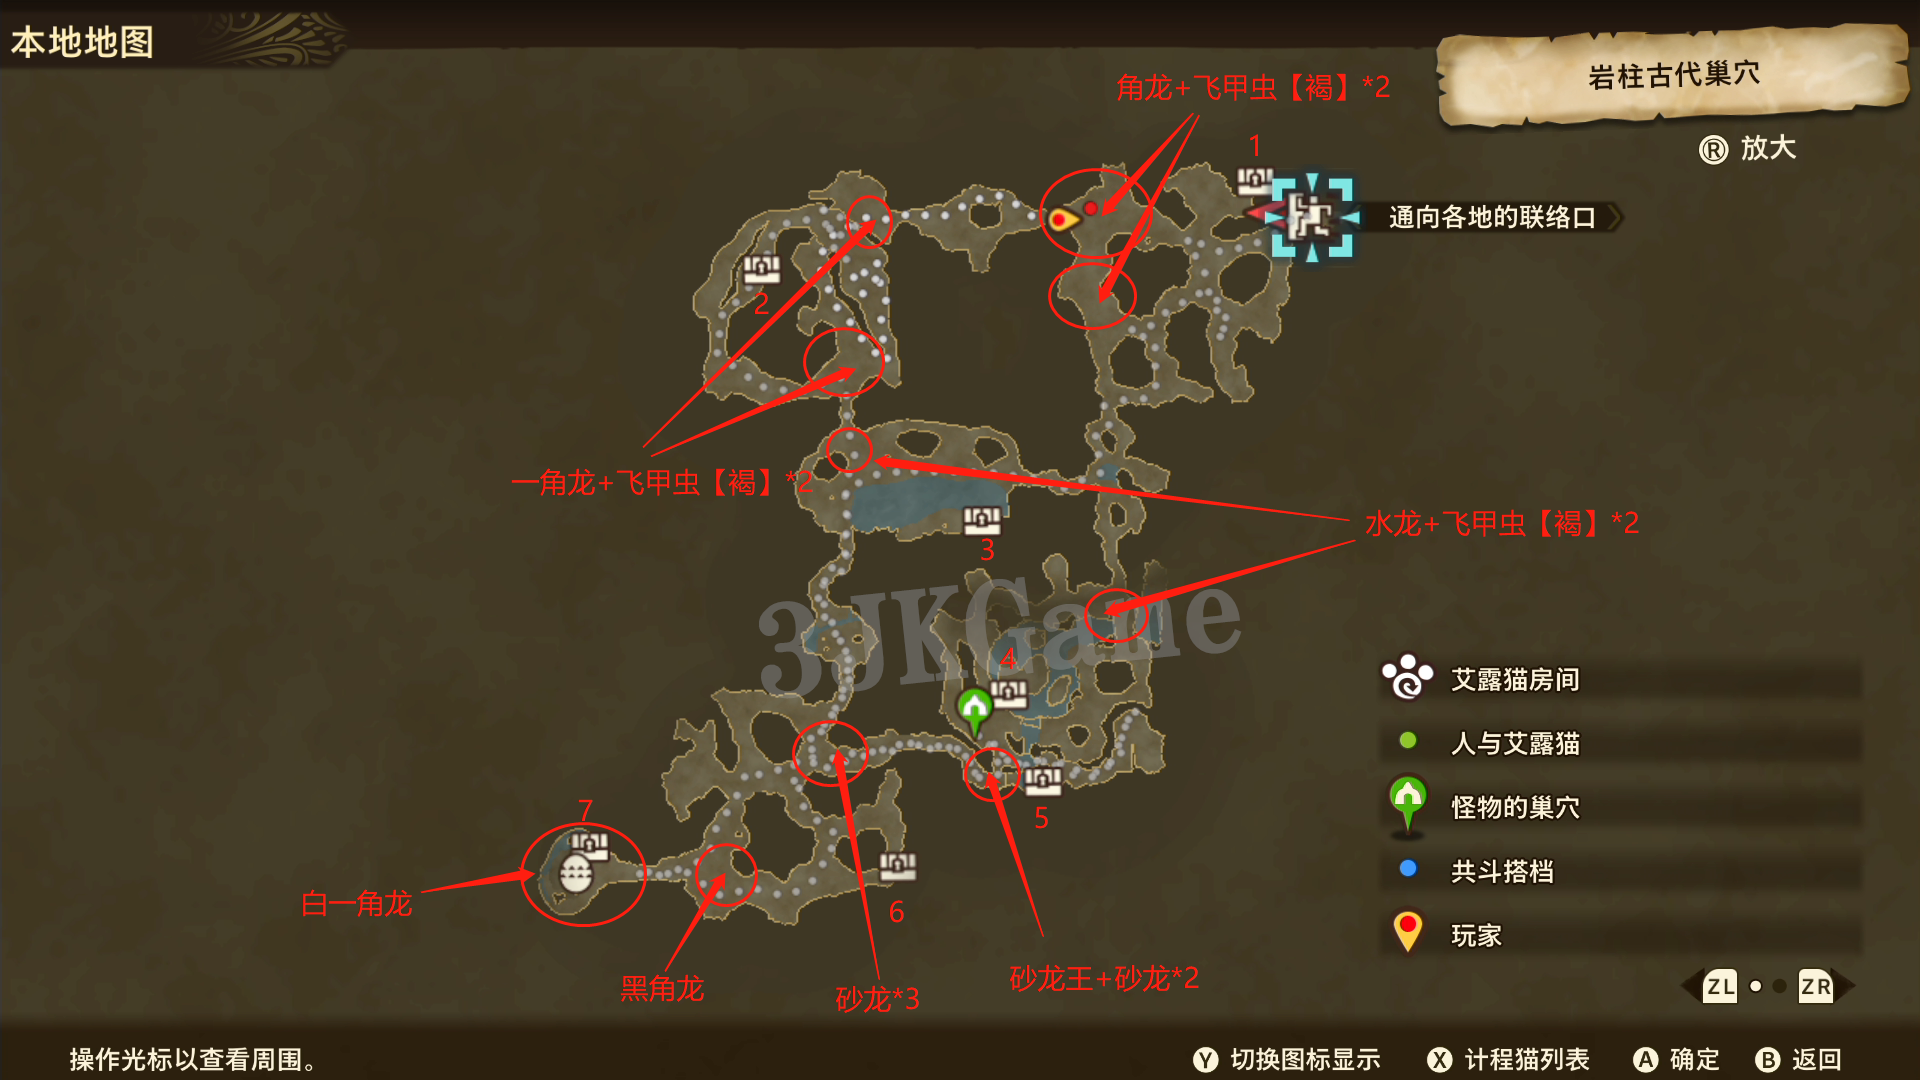 本地地图
岩柱古代巢穴
角龙+飞甲虫【褐】*2
R 放大
1
通向各地的联络口
2
一角龙+飞甲虫【褐】*2
水龙+飞甲虫【褐】*2
3
3JKGame
4
艾露猫房间
人与艾露猫
怪物的巢穴
5
7
共斗搭档
白一角龙
6
玩家
黑角龙
砂龙*3
砂龙王+砂龙*2
ZL ZR
操作光标以查看周围。
Y 切换图标显示 X 计程猫列表 A 确定 B 返回